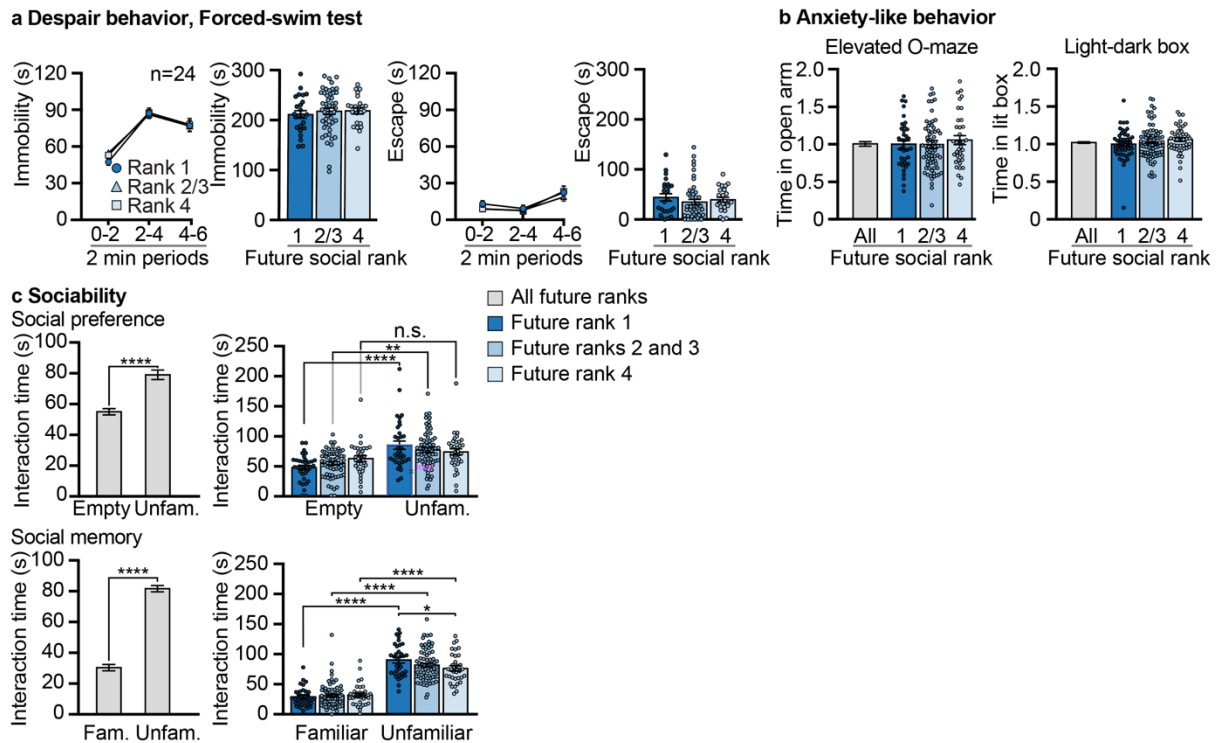 a Despair behavior, Forced-swim test
Immobility (s)
120
90
60
30
0
n=24
Rank 1
Rank 2/3
Rank 4
0-2 2-4 4-6
2 min periods
Immobility (s)
300
200
100
0
1 2/3 4
Future social rank
Escape (s)
120
90
60
30
0
0-2 2-4 4-6
2 min periods
Escape (s)
300
200
100
0
1 2/3 4
Future social rank
b Anxiety-like behavior
Elevated O-maze
Time in open arm
2.0
1.5
1.0
0.5
0
All 1 2/3 4
Future social rank
Light-dark box
Time in lit box
2.0
1.5
1.0
1.0
0
All 1 2/3 4
Future social rank
c Sociability
Social preference
Interaction time (s)
100
80
60
40
20
0
****
Empty Unfam.
Interaction time (s)
250
200
150
100
50
0
n.s.
**
****
Empty Unfam.
All future ranks
Future rank 1
Future ranks 2 and 3
Future rank 4
Social memory
Interaction time (s)
100
80
60
40
20
0
****
Fam. Unfam.
Interaction time (s)
250
200
150
100
50
0
****
****
****
*
Familiar Unfamiliar